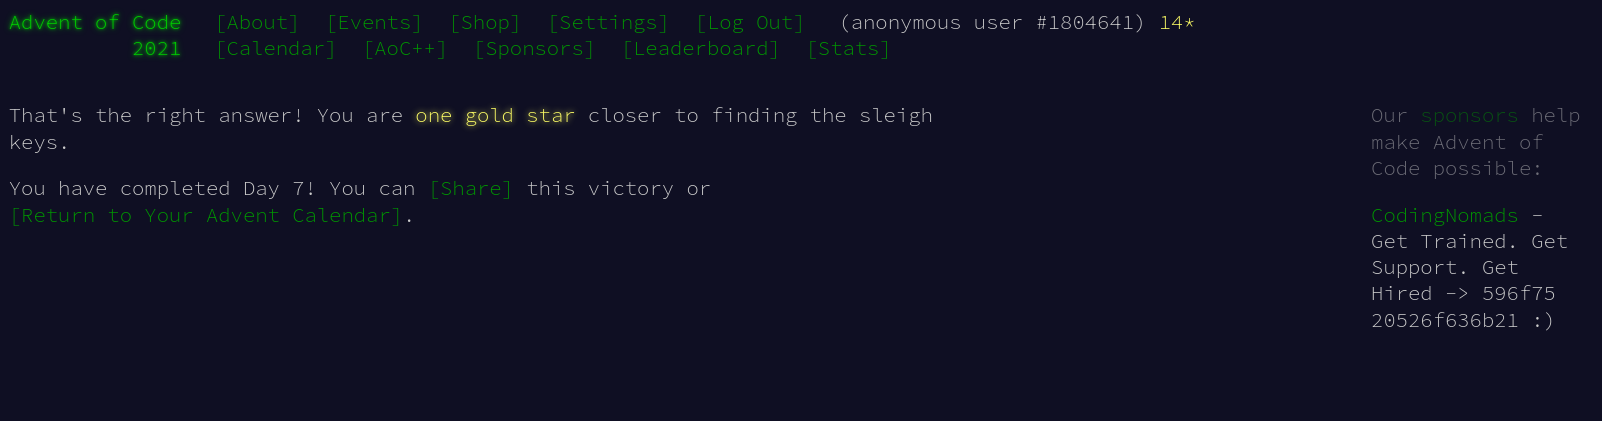 Advent of Code [About] [Events] [Shop] [Settings] [Log Out] (anonymous user #1804641) 14*
2021 [Calendar] [AoC++] [Sponsors] [Leaderboard] [Stats]
That's the right answer! You are one gold star closer to finding the sleigh
keys.
You have completed Day 7! You can [Share] this victory or
[Return to Your Advent Calendar].
Our sponsors help
make Advent of
Code possible:
CodingNomads -
Get Trained. Get
Support. Get
Hired -> 596f75
20526f636b21 :)